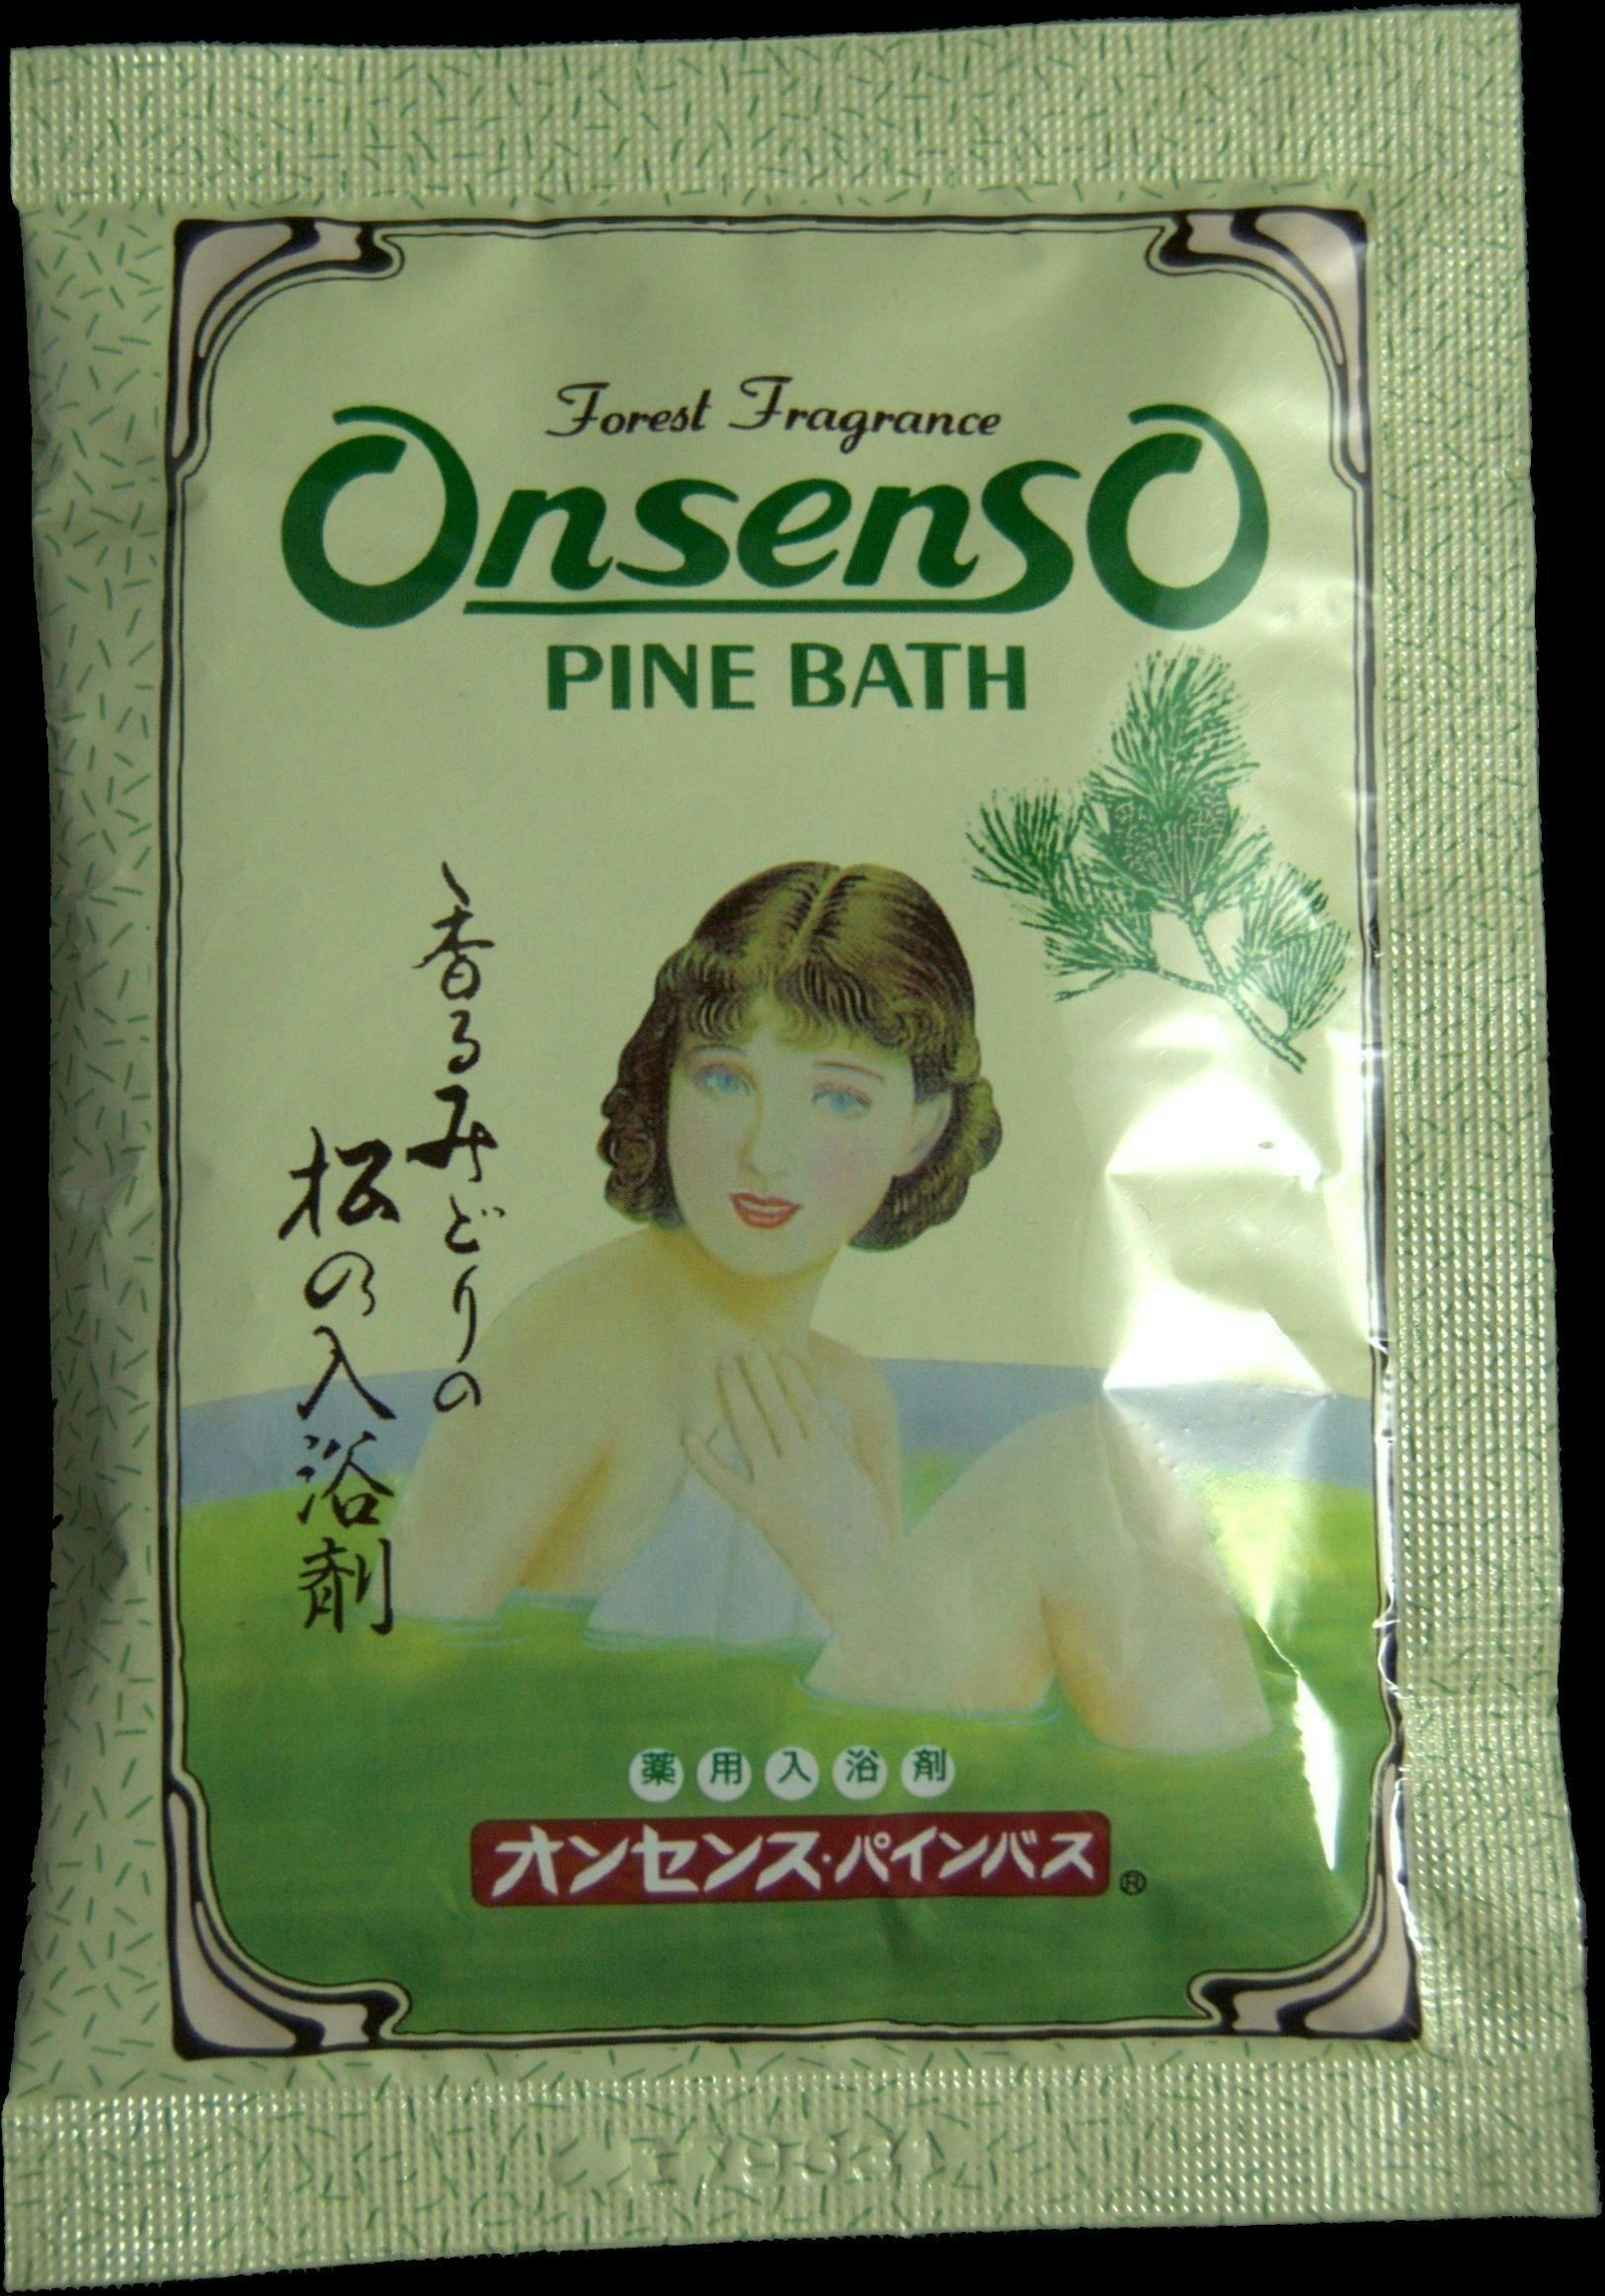 Forest Fragrance
Onsenso
PINE BATH
香るみどりの
松の入浴剤
薬用入浴剤
オンセンス·パインバス®